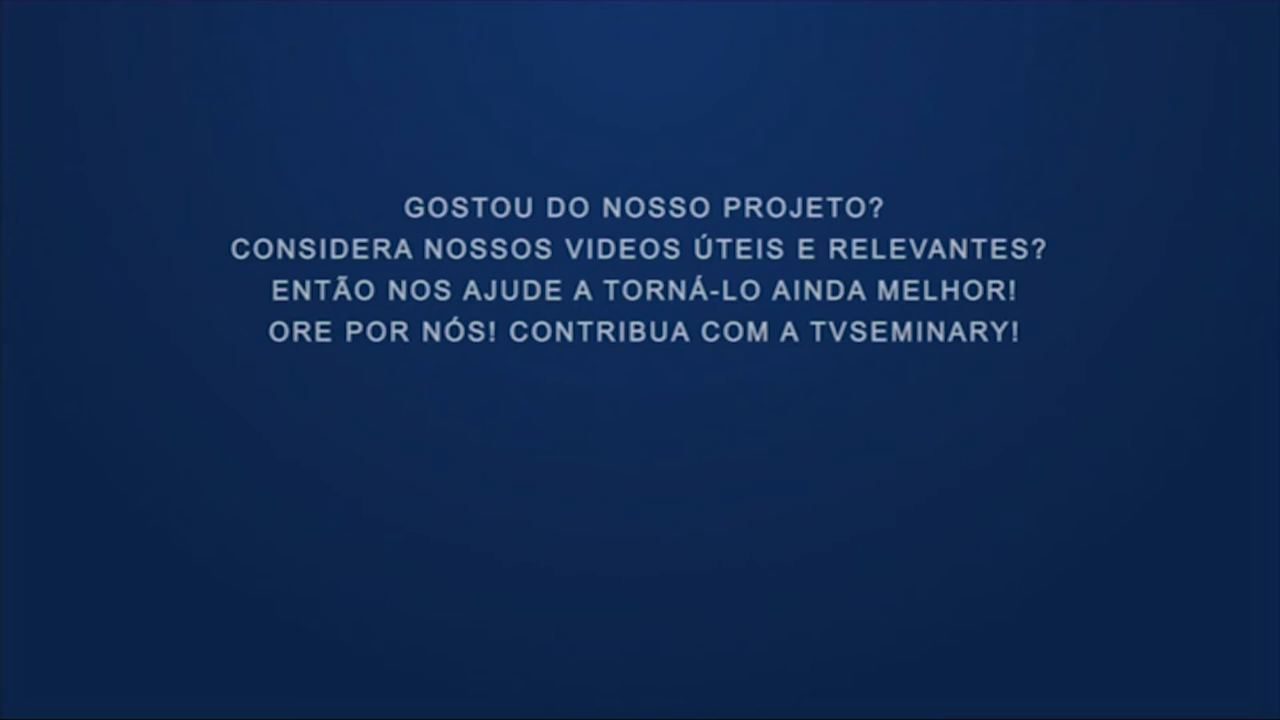 GOSTOU DO NOSSO PROJETO?
CONSIDERA NOSSOS VIDEOS ÚTEIS E RELEVANTES?
ENTÃO NOS AJUDE A TORNÁ-LO AINDA MELHOR!
ORE POR NÓS! CONTRIBUA COM A TVSEMINARY!